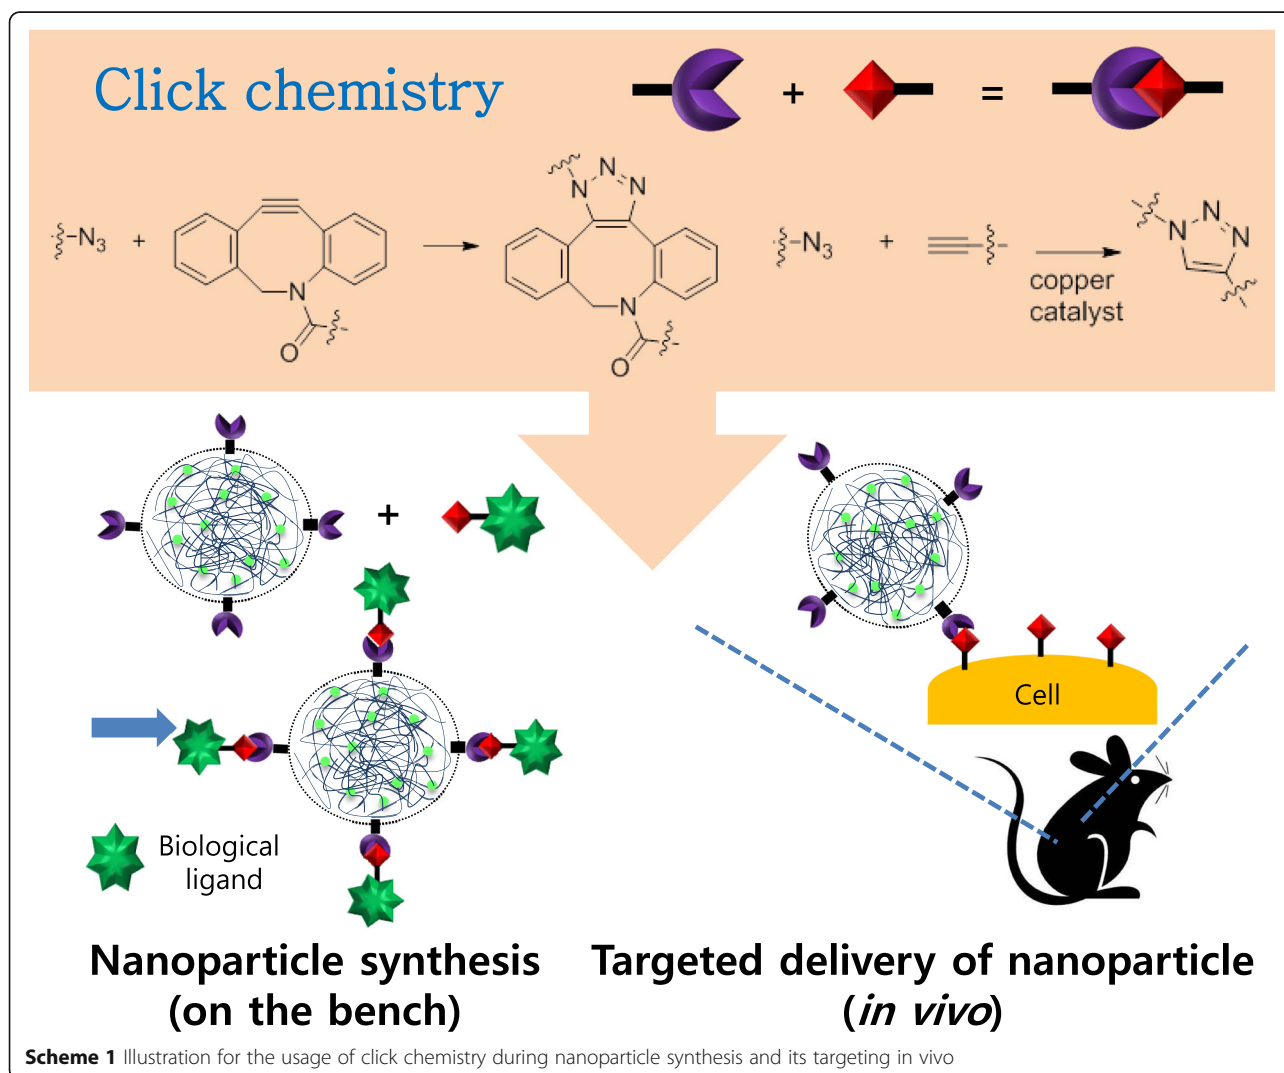 Click chemistry
+ =
N₃ + N O N N N N O N₃ + copper catalyst N N N
+
Cell
Biological
ligand
Nanoparticle synthesis
(on the bench)
Targeted delivery of nanoparticle
(in vivo)
Scheme 1 Illustration for the usage of click chemistry during nanoparticle synthesis and its targeting in vivo